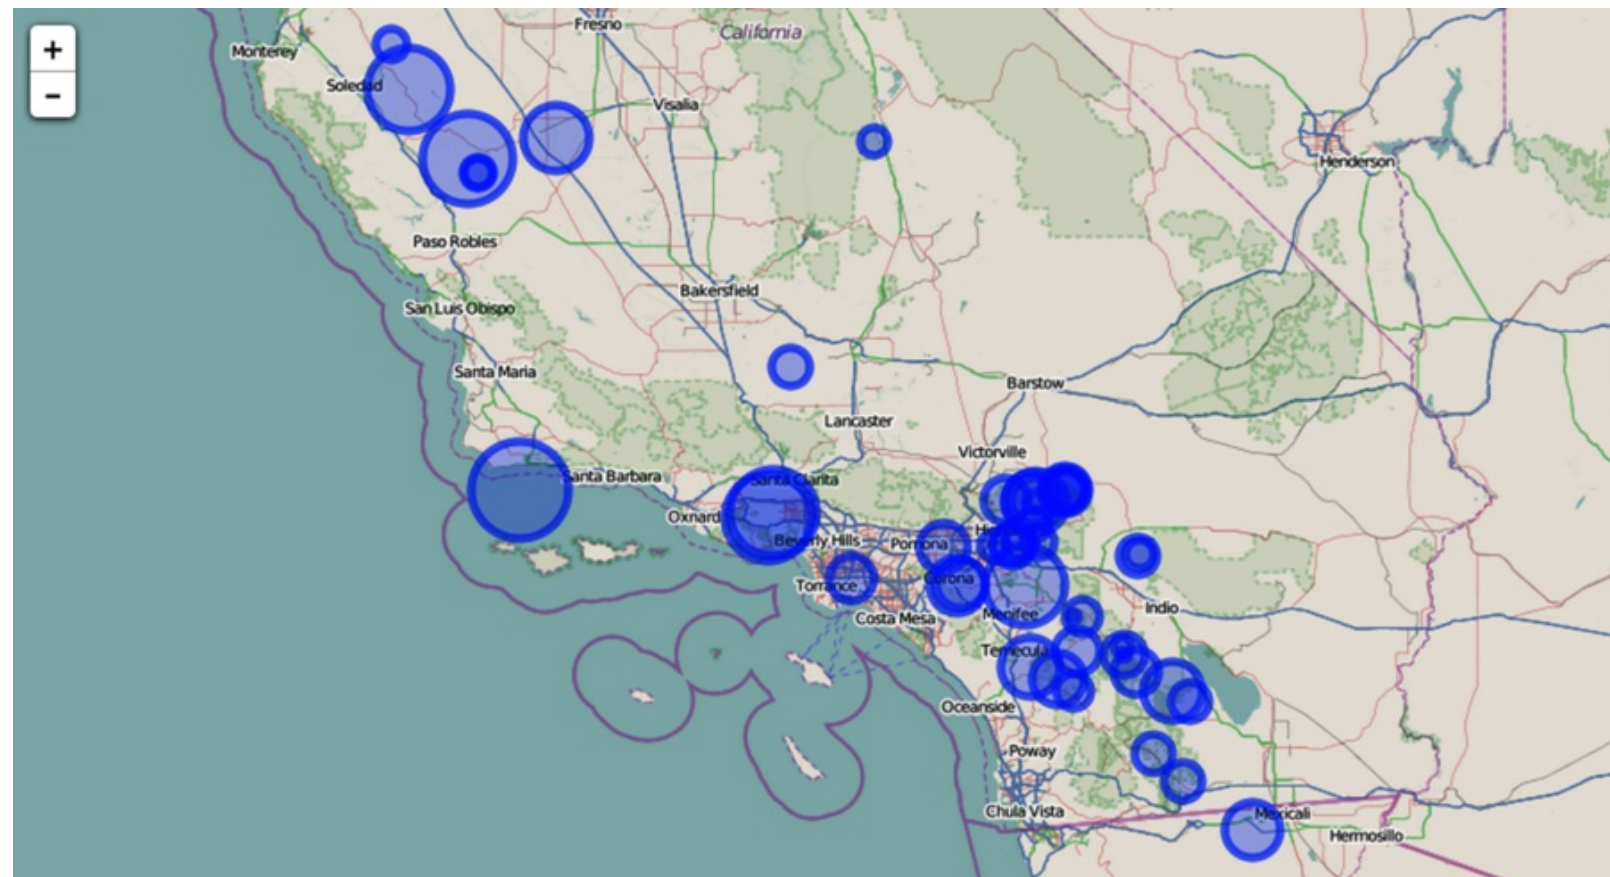 +
−
Fresno
California
Monterey
Soledad
Visalia
Henderson
Paso Robles
Bakersfield
San Luis Obispo
Santa Maria
Barstow
Lancaster
Victorville
Santa Barbara
Santa Clarita
Oxnard
Hi
Beverly Hills
Pomona
Corona
Torrance
Indio
Menifee
Costa Mesa
Temecula
Oceanside
Poway
Chula Vista
Mexicali
Hermosillo